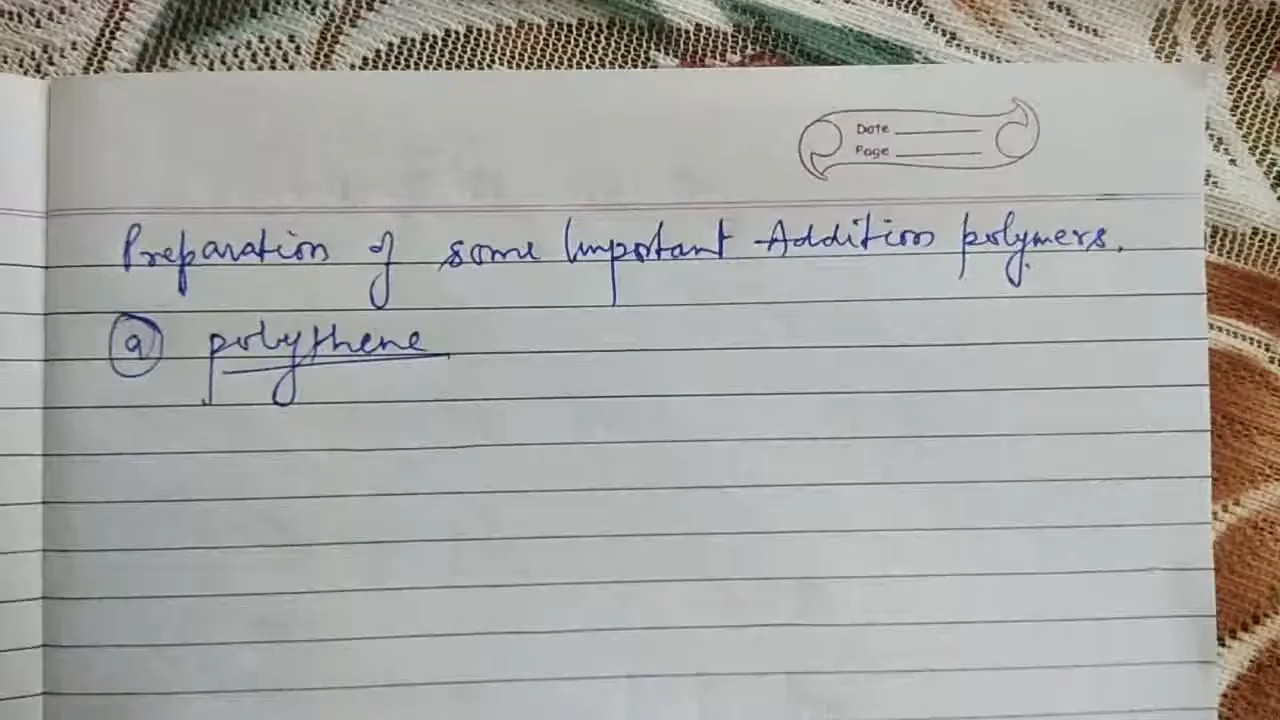 Date
Page
Preparation of some Important Addition polymers.
a polythene